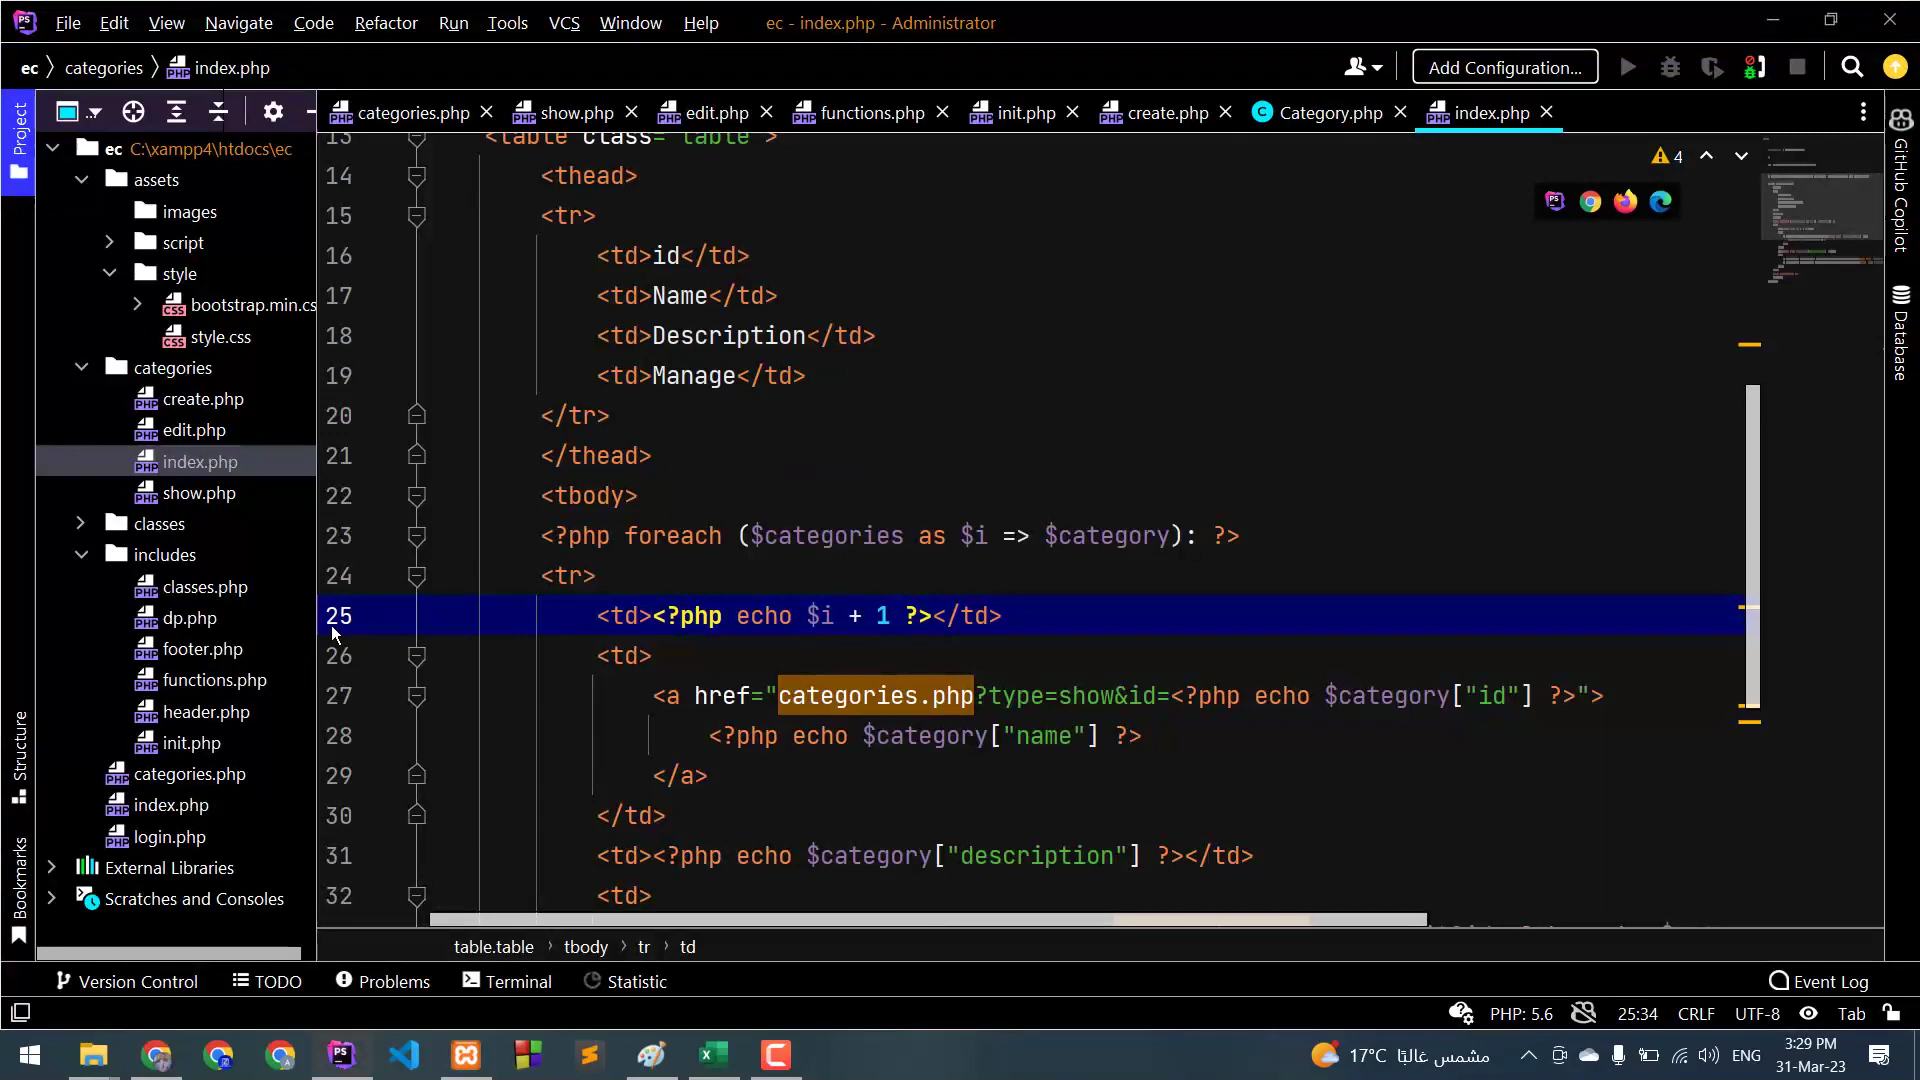 File Edit View Navigate Code Refactor Run Tools VCS Window Help ec - index.php - Administrator
ec categories index.php Add Configuration...
Project
categories.php show.php edit.php functions.php init.php create.php Category.php index.php
ec C:\xampp4\htdocs\ec
assets
images
script
style
bootstrap.min.cs
style.css
categories
create.php
edit.php
index.php
show.php
classes
includes
classes.php
dp.php
footer.php
functions.php
header.php
init.php
categories.php
index.php
login.php
External Libraries
Scratches and Consoles
Structure
Bookmarks
4
13 <table class="table">
14 <thead>
15 <tr>
16 <td>id</td>
17 <td>Name</td>
18 <td>Description</td>
19 <td>Manage</td>
20 </tr>
21 </thead>
22 <tbody>
23 <?php foreach ($categories as $i => $category): ?>
24 <tr>
25 <td><?php echo $i + 1 ?></td>
26 <td>
27 <a href="categories.php?type=show&id=<?php echo $category["id"] ?>">
28 <?php echo $category["name"] ?>
29 </a>
30 </td>
31 <td><?php echo $category["description"] ?></td>
32 <td>
GitHub Copilot
Database
table.table › tbody › tr › td
Version Control TODO Problems Terminal Statistic Event Log
PHP: 5.6 25:34 CRLF UTF-8 Tab
17°C مشمس غالبًا ENG 3:29 PM
31-Mar-23